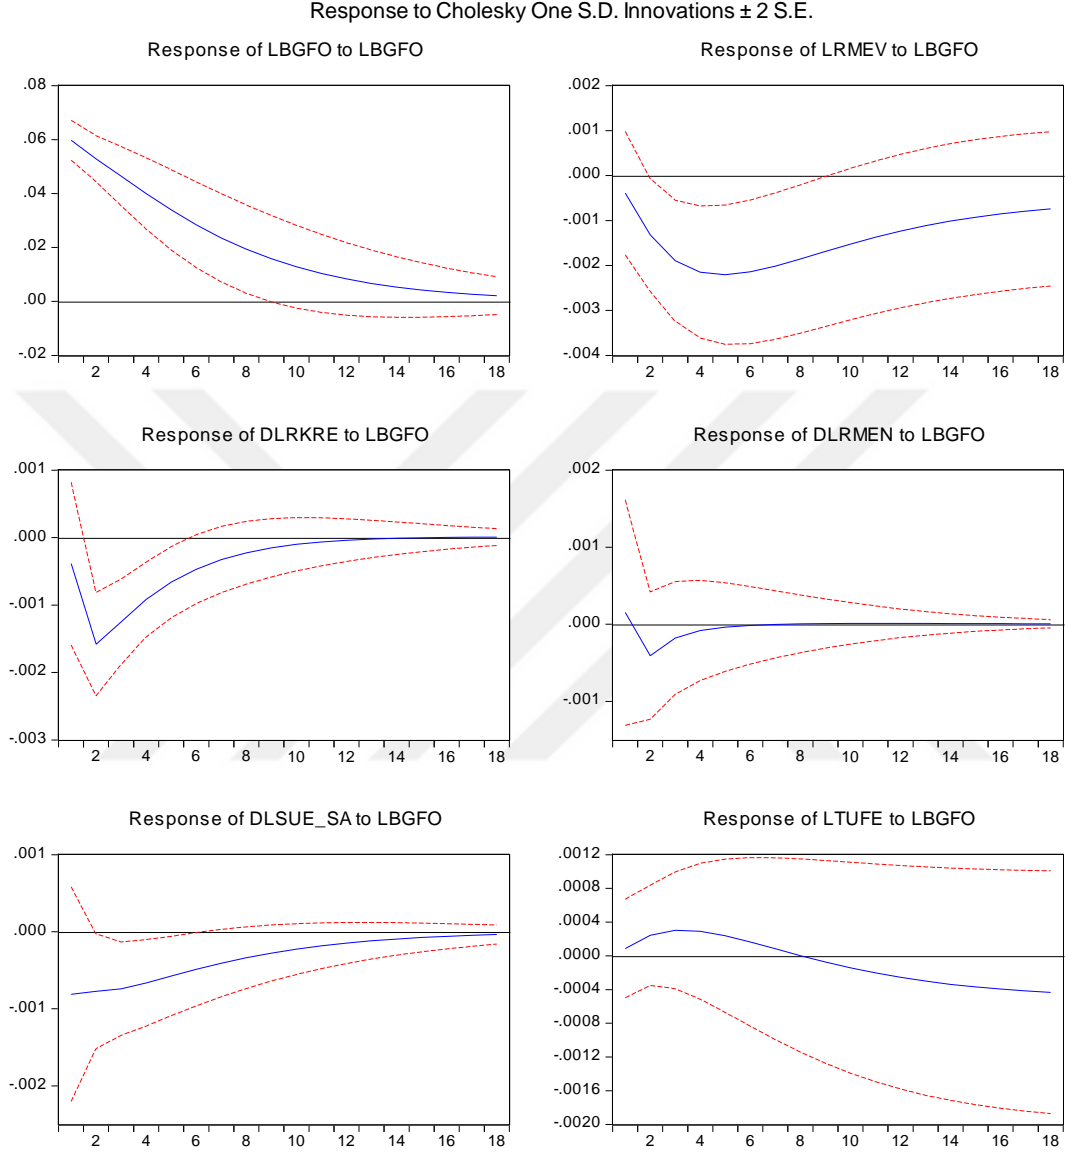 Response to Cholesky One S.D. Innovations ± 2 S.E.
Response of LBGFO to LBGFO
.08
.06
.04
.02
.00
-.02
2 4 6 8 10 12 14 16 18
Response of LRMEV to LBGFO
.002
.001
.000
-.001
-.002
-.003
-.004
2 4 6 8 10 12 14 16 18
Response of DLRKRE to LBGFO
.001
.000
-.001
-.002
-.003
2 4 6 8 10 12 14 16 18
Response of DLRMEN to LBGFO
.002
.001
.000
-.001
2 4 6 8 10 12 14 16 18
Response of DLSUE_SA to LBGFO
.001
.000
-.001
-.002
2 4 6 8 10 12 14 16 18
Response of LTUFE to LBGFO
.0012
.0008
.0004
.0000
-.0004
-.0008
-.0012
-.0016
-.0020
2 4 6 8 10 12 14 16 18